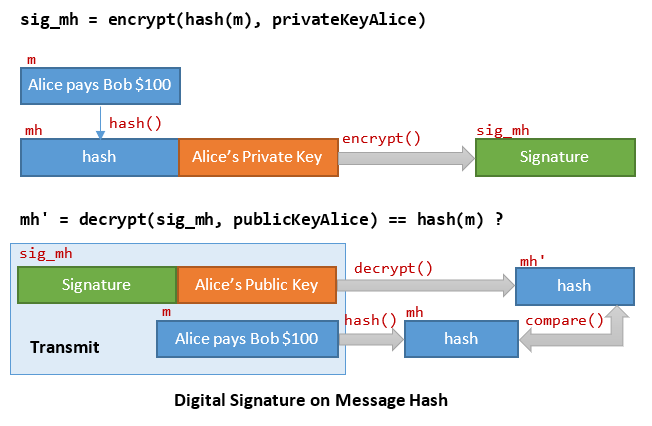 sig_mh = encrypt(hash(m), privateKeyAlice)
m
Alice pays Bob $100
hash()
mh
hash
Alice's Private Key
encrypt()
sig_mh
Signature
mh' = decrypt(sig_mh, publicKeyAlice) == hash(m) ?
sig_mh
Signature
Alice's Public Key
decrypt()
mh'
hash
m
Alice pays Bob $100
hash()
mh
hash
compare()
Transmit
Digital Signature on Message Hash